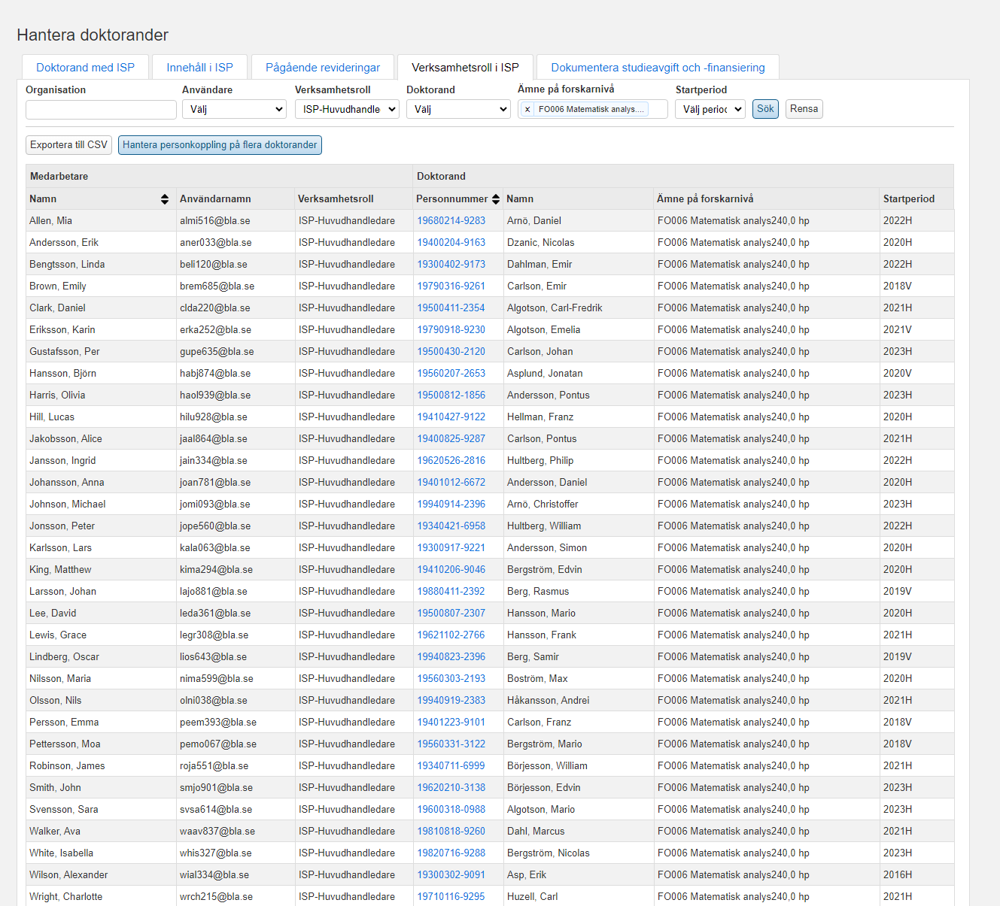 Hantera doktorander
Doktorand med ISP Innehåll i ISP Pågående revideringar Verksamhetsroll i ISP Dokumentera studieavgift och -finansiering
Organisation Användare Verksamhetsroll Doktorand Ämne på forskarnivå Startperiod
Välj ISP-Huvudhandle Välj x FO006 Matematisk analys.... Välj perioc Sök Rensa
Exportera till CSV Hantera personkoppling på flera doktorander
Medarbetare Doktorand
Namn Användarnamn Verksamhetsroll Personnummer Namn Ämne på forskarnivå Startperiod
Allen, Mia almi516@bla.se ISP-Huvudhandledare 19680214-9283 Arnö, Daniel FO006 Matematisk analys240,0 hp 2022H
Andersson, Erik aner033@bla.se ISP-Huvudhandledare 19400204-9163 Dzanic, Nicolas FO006 Matematisk analys240,0 hp 2020H
Bengtsson, Linda beli120@bla.se ISP-Huvudhandledare 19300402-9173 Dahlman, Emir FO006 Matematisk analys240,0 hp 2022H
Brown, Emily brem685@bla.se ISP-Huvudhandledare 19790316-9261 Carlson, Emir FO006 Matematisk analys240,0 hp 2018V
Clark, Daniel clda220@bla.se ISP-Huvudhandledare 19500411-2354 Algotson, Carl-Fredrik FO006 Matematisk analys240,0 hp 2021H
Eriksson, Karin erka252@bla.se ISP-Huvudhandledare 19790918-9230 Algotson, Emelia FO006 Matematisk analys240,0 hp 2021V
Gustafsson, Per gupe635@bla.se ISP-Huvudhandledare 19500430-2120 Carlson, Johan FO006 Matematisk analys240,0 hp 2023H
Hansson, Björn habj874@bla.se ISP-Huvudhandledare 19560207-2653 Asplund, Jonatan FO006 Matematisk analys240,0 hp 2020V
Harris, Olivia haol939@bla.se ISP-Huvudhandledare 19500812-1856 Andersson, Pontus FO006 Matematisk analys240,0 hp 2023H
Hill, Lucas hilu928@bla.se ISP-Huvudhandledare 19410427-9122 Hellman, Franz FO006 Matematisk analys240,0 hp 2020H
Jakobsson, Alice jaal864@bla.se ISP-Huvudhandledare 19400825-9287 Carlson, Pontus FO006 Matematisk analys240,0 hp 2021H
Jansson, Ingrid jain334@bla.se ISP-Huvudhandledare 19620526-2816 Hultberg, Philip FO006 Matematisk analys240,0 hp 2022H
Johansson, Anna joan781@bla.se ISP-Huvudhandledare 19401012-6672 Andersson, Daniel FO006 Matematisk analys240,0 hp 2020H
Johnson, Michael jomi093@bla.se ISP-Huvudhandledare 19940914-2396 Arnö, Christoffer FO006 Matematisk analys240,0 hp 2023H
Jonsson, Peter jope560@bla.se ISP-Huvudhandledare 19340421-6958 Hultberg, William FO006 Matematisk analys240,0 hp 2022H
Karlsson, Lars kala063@bla.se ISP-Huvudhandledare 19300917-9221 Andersson, Simon FO006 Matematisk analys240,0 hp 2020H
King, Matthew kima294@bla.se ISP-Huvudhandledare 19410206-9046 Bergström, Edvin FO006 Matematisk analys240,0 hp 2020H
Larsson, Johan lajo881@bla.se ISP-Huvudhandledare 19880411-2392 Berg, Rasmus FO006 Matematisk analys240,0 hp 2019V
Lee, David leda361@bla.se ISP-Huvudhandledare 19500807-2307 Hansson, Mario FO006 Matematisk analys240,0 hp 2020H
Lewis, Grace legr308@bla.se ISP-Huvudhandledare 19621102-2766 Hansson, Frank FO006 Matematisk analys240,0 hp 2021H
Lindberg, Oscar lios643@bla.se ISP-Huvudhandledare 19940823-2396 Berg, Samir FO006 Matematisk analys240,0 hp 2019V
Nilsson, Maria nima599@bla.se ISP-Huvudhandledare 19560303-2193 Boström, Max FO006 Matematisk analys240,0 hp 2020H
Olsson, Nils olni038@bla.se ISP-Huvudhandledare 19940919-2383 Håkansson, Andrei FO006 Matematisk analys240,0 hp 2021H
Persson, Emma peem393@bla.se ISP-Huvudhandledare 19401223-9101 Carlson, Franz FO006 Matematisk analys240,0 hp 2018V
Pettersson, Moa pemo067@bla.se ISP-Huvudhandledare 19560331-3122 Bergström, Mario FO006 Matematisk analys240,0 hp 2018V
Robinson, James roja551@bla.se ISP-Huvudhandledare 19340711-6999 Börjesson, William FO006 Matematisk analys240,0 hp 2021H
Smith, John smjo901@bla.se ISP-Huvudhandledare 19620210-3138 Börjesson, Edvin FO006 Matematisk analys240,0 hp 2023H
Svensson, Sara svsa614@bla.se ISP-Huvudhandledare 19600318-0988 Algotson, Mario FO006 Matematisk analys240,0 hp 2023H
Walker, Ava waav837@bla.se ISP-Huvudhandledare 19810818-9260 Dahl, Marcus FO006 Matematisk analys240,0 hp 2021H
White, Isabella whis327@bla.se ISP-Huvudhandledare 19820716-9288 Bergström, Nicolas FO006 Matematisk analys240,0 hp 2023H
Wilson, Alexander wial334@bla.se ISP-Huvudhandledare 19300302-9091 Asp, Erik FO006 Matematisk analys240,0 hp 2016H
Wright, Charlotte wrch215@bla.se ISP-Huvudhandledare 19710116-9295 Huzell, Carl FO006 Matematisk analys240,0 hp 2021H